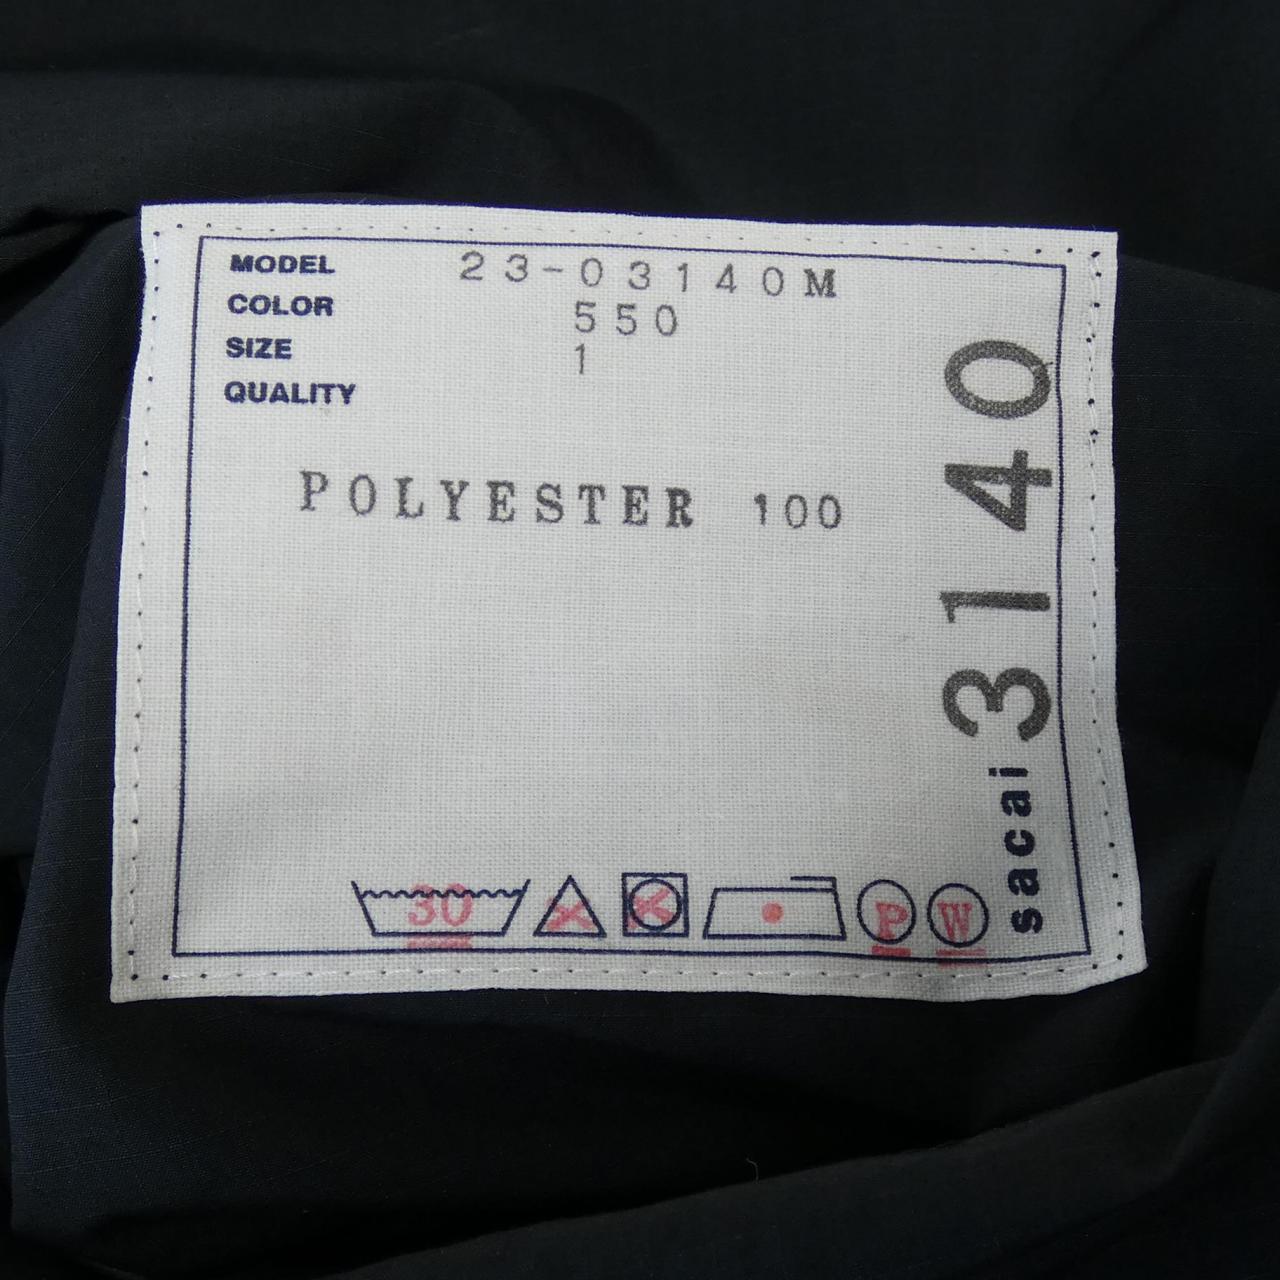 MODEL 23-03140M
COLOR 550
SIZE 1
QUALITY
POLYESTER 100
sacai 3140
30 P W